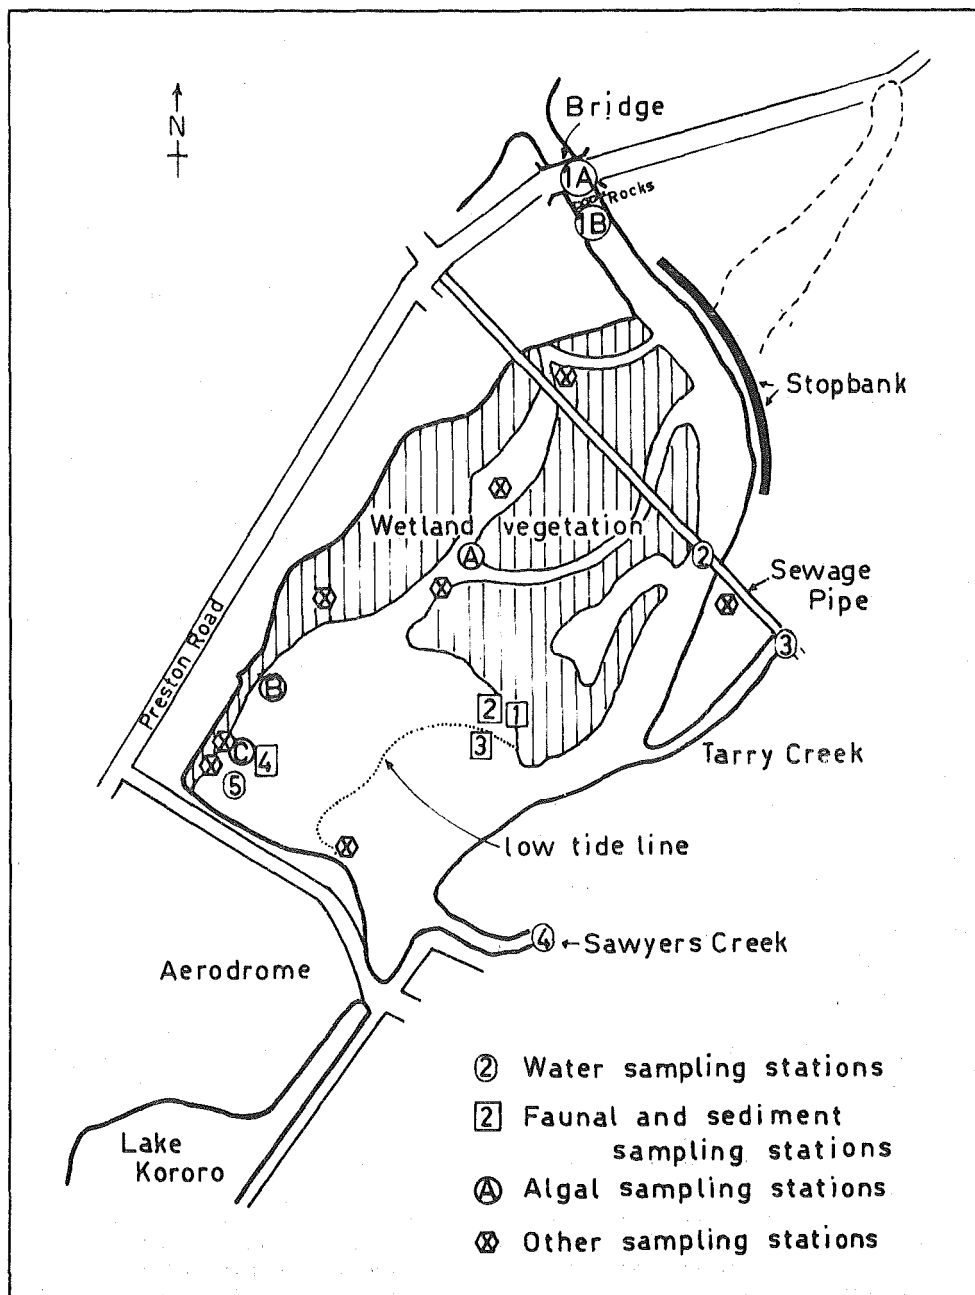 N
Bridge
1A
Rocks
1B
Stopbank
Wetland vegetation
A
2
Sewage
Pipe
3
Preston Road
B
2
1
3
C
4
5
Tarry Creek
low tide line
4
Sawyers Creek
Aerodrome
Lake
Kororo
2 Water sampling stations
2 Faunal and sediment
sampling stations
A Algal sampling stations
X Other sampling stations